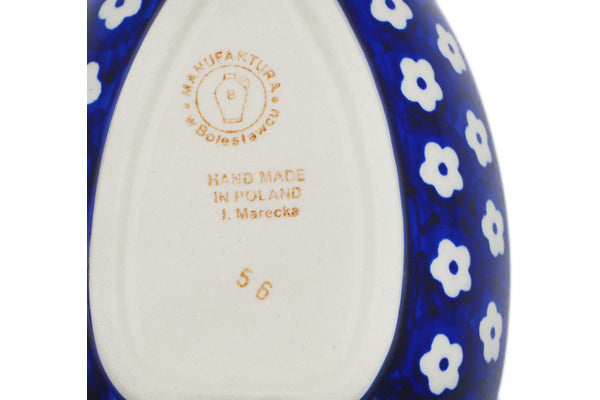 MANUFAKTURA
w Bolesławcu
B
HAND MADE
IN POLAND
J. Marecka
56